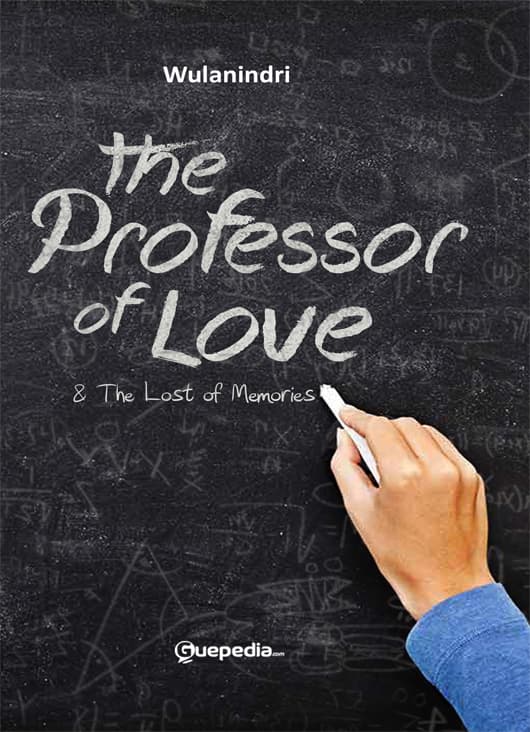 Wulanindri
the
Professor
of Love
& The Lost of Memories
Guepedia.com